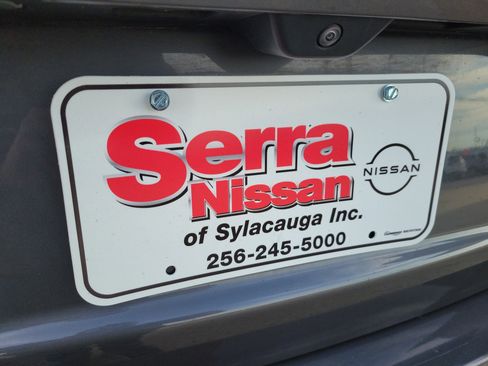 Serra
Nissan
NISSAN
of Sylacauga Inc.
256-245-5000